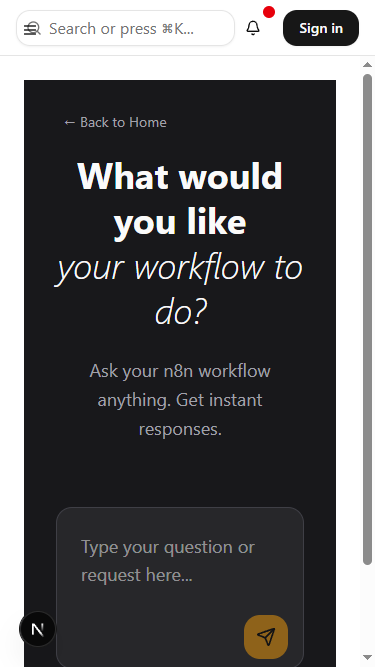 Search or press ⌘K...
Sign in
← Back to Home
What would
you like
your workflow to
do?
Ask your n8n workflow
anything. Get instant
responses.
Type your question or
request here...
N